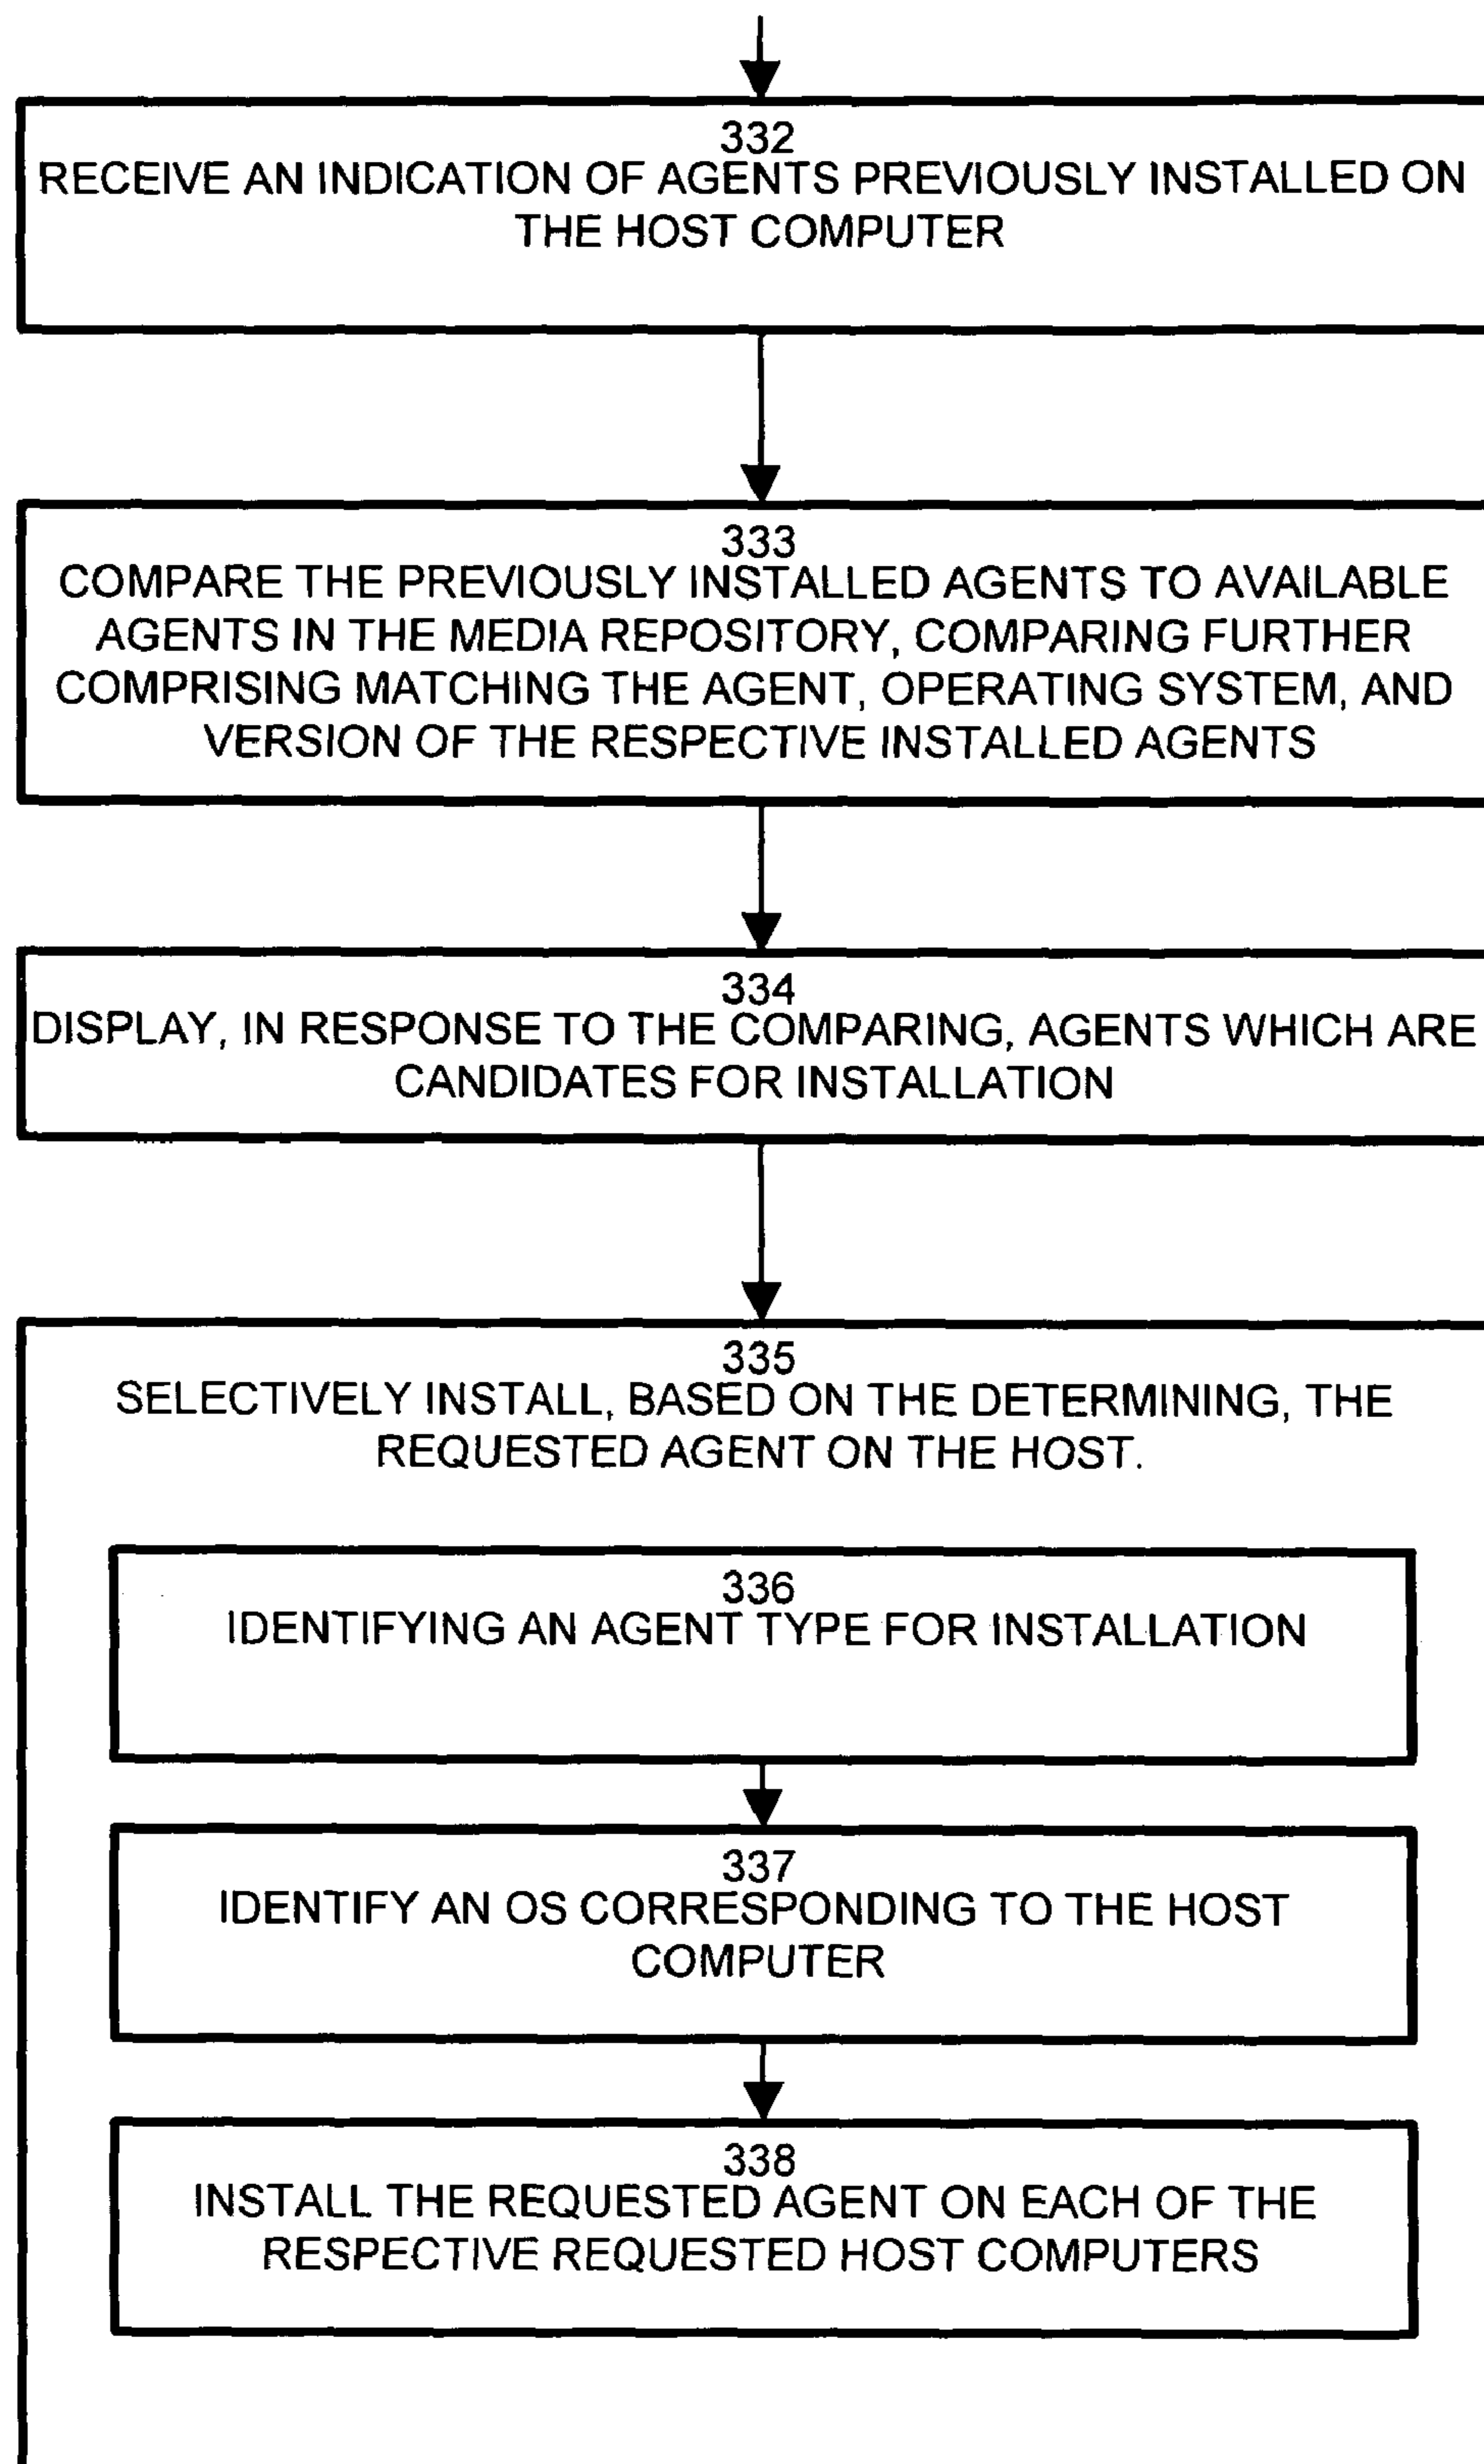 332
RECEIVE AN INDICATION OF AGENTS PREVIOUSLY INSTALLED ON
THE HOST COMPUTER
333
COMPARE THE PREVIOUSLY INSTALLED AGENTS TO AVAILABLE
AGENTS IN THE MEDIA REPOSITORY, COMPARING FURTHER
COMPRISING MATCHING THE AGENT, OPERATING SYSTEM, AND
VERSION OF THE RESPECTIVE INSTALLED AGENTS
334
DISPLAY, IN RESPONSE TO THE COMPARING, AGENTS WHICH ARE
CANDIDATES FOR INSTALLATION
335
SELECTIVELY INSTALL, BASED ON THE DETERMINING, THE
REQUESTED AGENT ON THE HOST.
336
IDENTIFYING AN AGENT TYPE FOR INSTALLATION
337
IDENTIFY AN OS CORRESPONDING TO THE HOST
COMPUTER
338
INSTALL THE REQUESTED AGENT ON EACH OF THE
RESPECTIVE REQUESTED HOST COMPUTERS